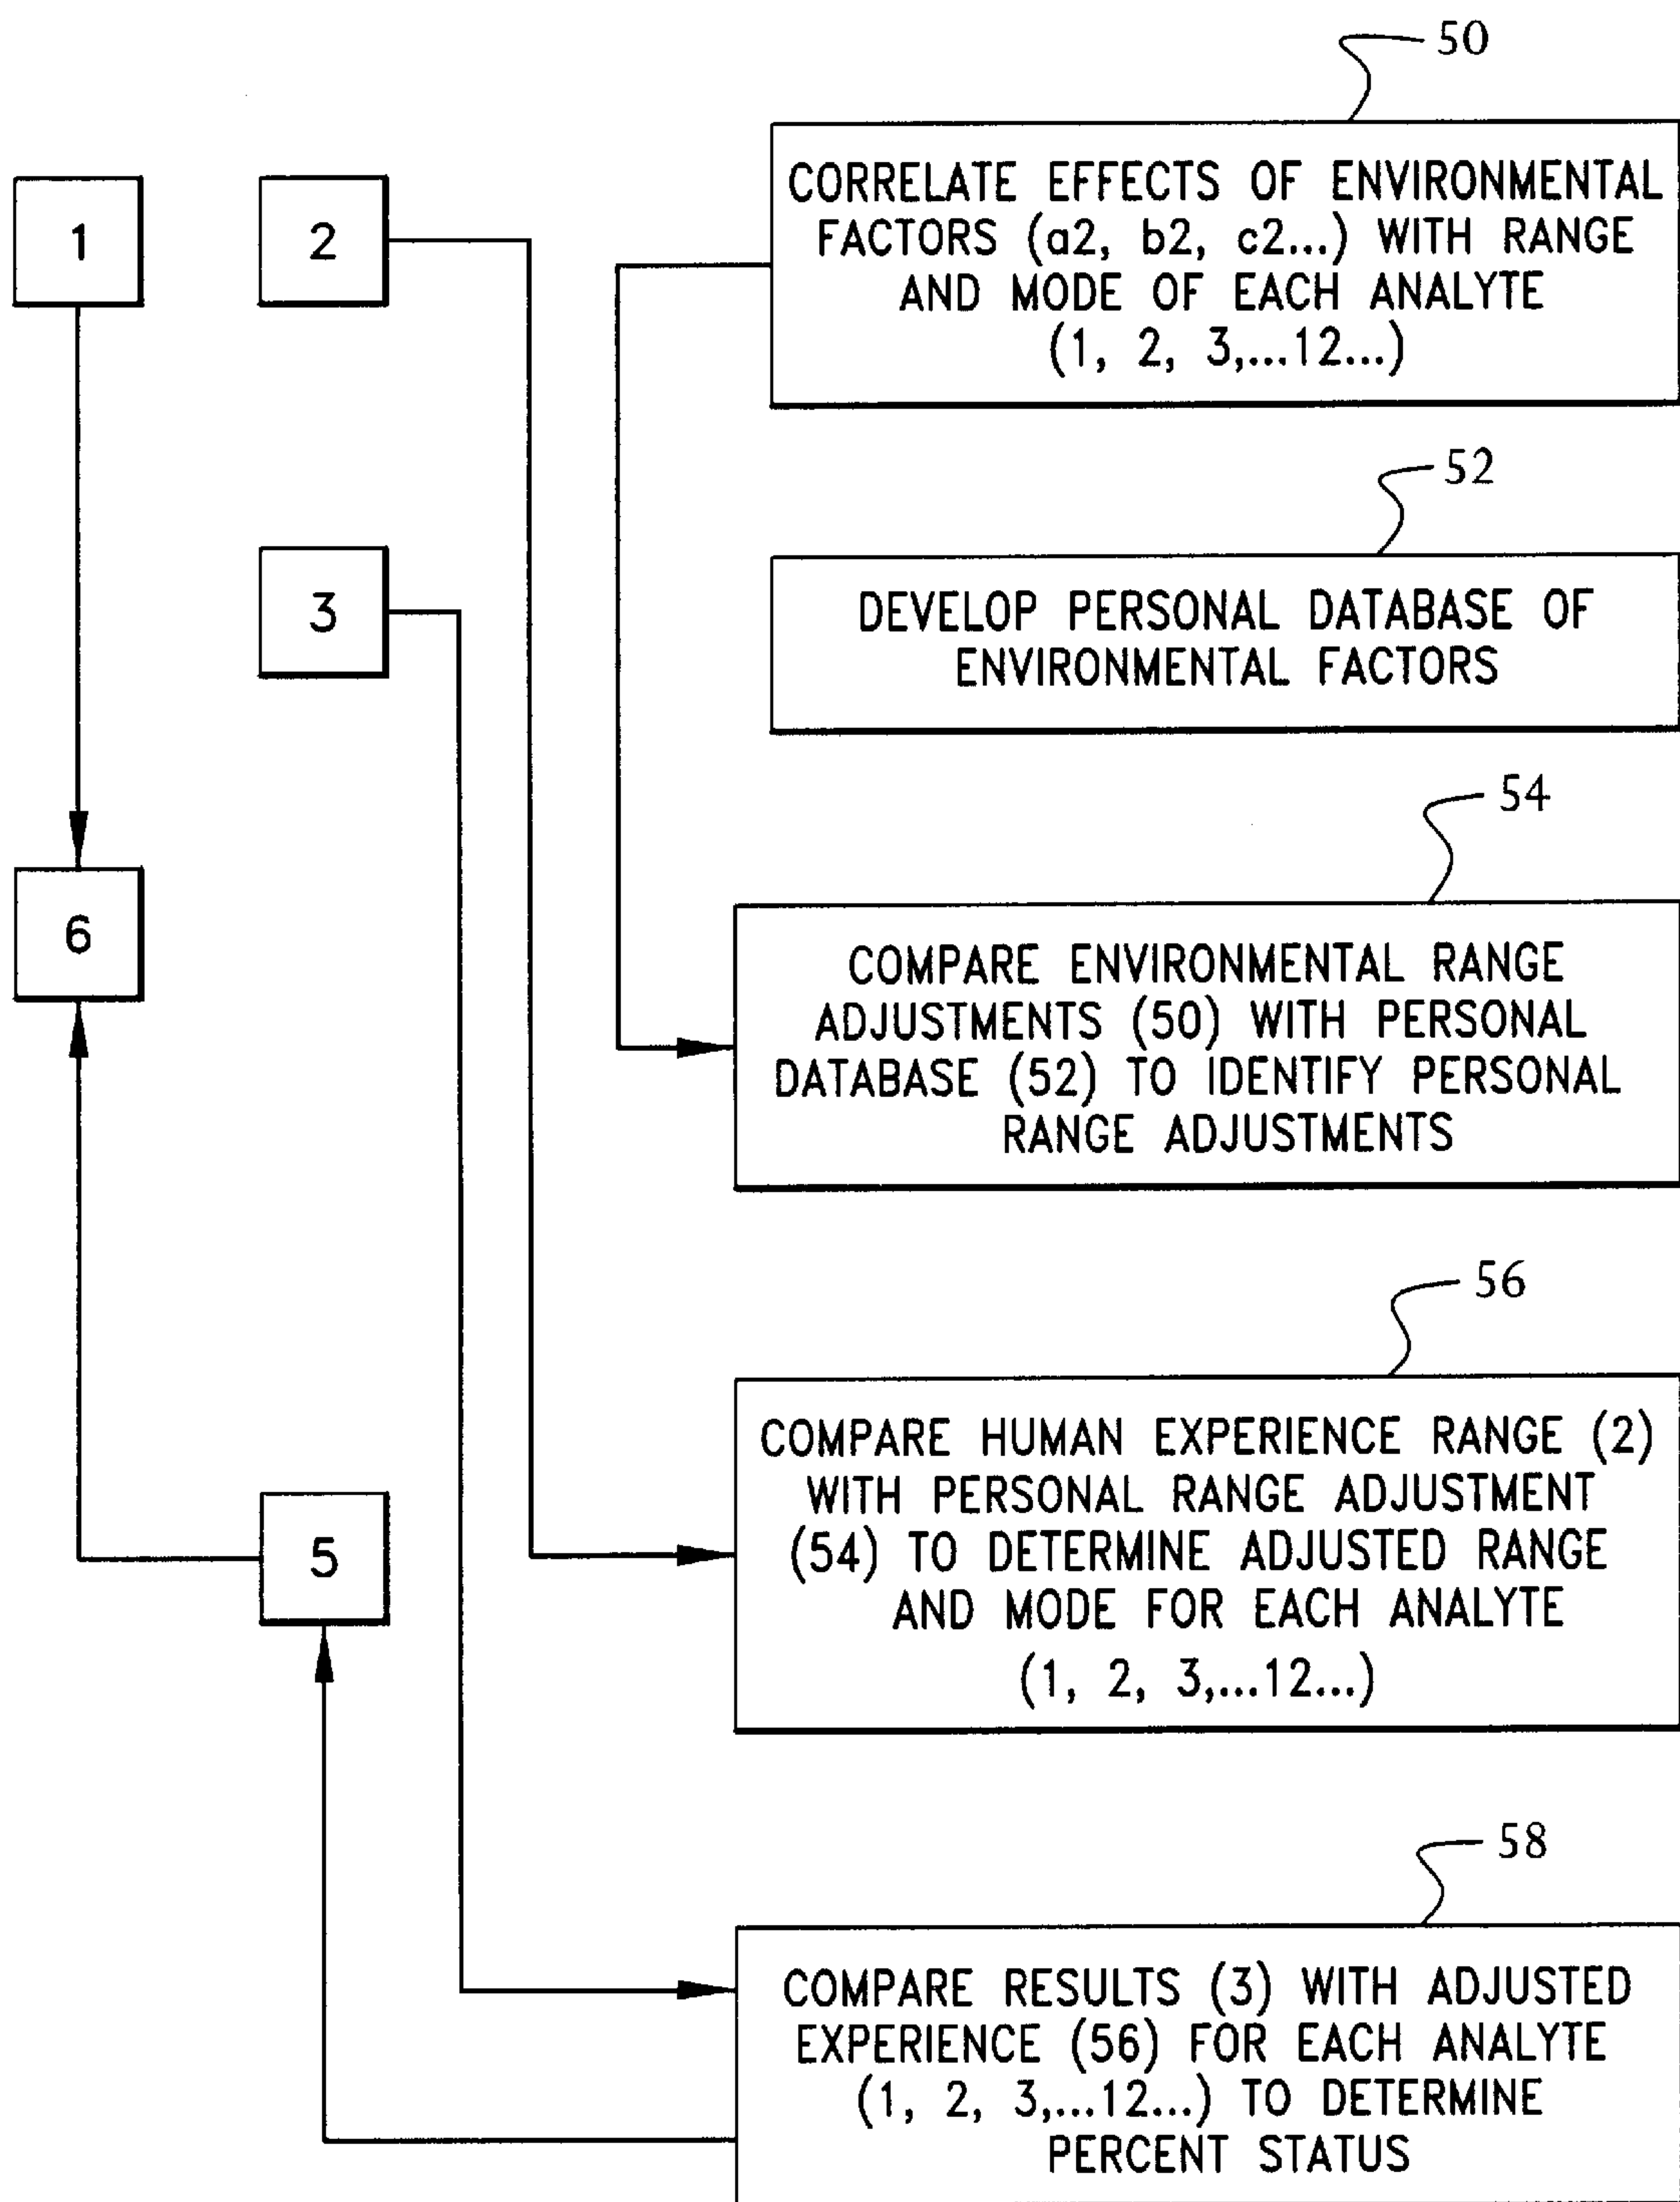 50
1
2
CORRELATE EFFECTS OF ENVIRONMENTAL
FACTORS (a2, b2, c2...) WITH RANGE
AND MODE OF EACH ANALYTE
(1, 2, 3,...12...)
52
3
DEVELOP PERSONAL DATABASE OF
ENVIRONMENTAL FACTORS
54
6
COMPARE ENVIRONMENTAL RANGE
ADJUSTMENTS (50) WITH PERSONAL
DATABASE (52) TO IDENTIFY PERSONAL
RANGE ADJUSTMENTS
56
5
COMPARE HUMAN EXPERIENCE RANGE (2)
WITH PERSONAL RANGE ADJUSTMENT
(54) TO DETERMINE ADJUSTED RANGE
AND MODE FOR EACH ANALYTE
(1, 2, 3,...12...)
58
COMPARE RESULTS (3) WITH ADJUSTED
EXPERIENCE (56) FOR EACH ANALYTE
(1, 2, 3,...12...) TO DETERMINE
PERCENT STATUS